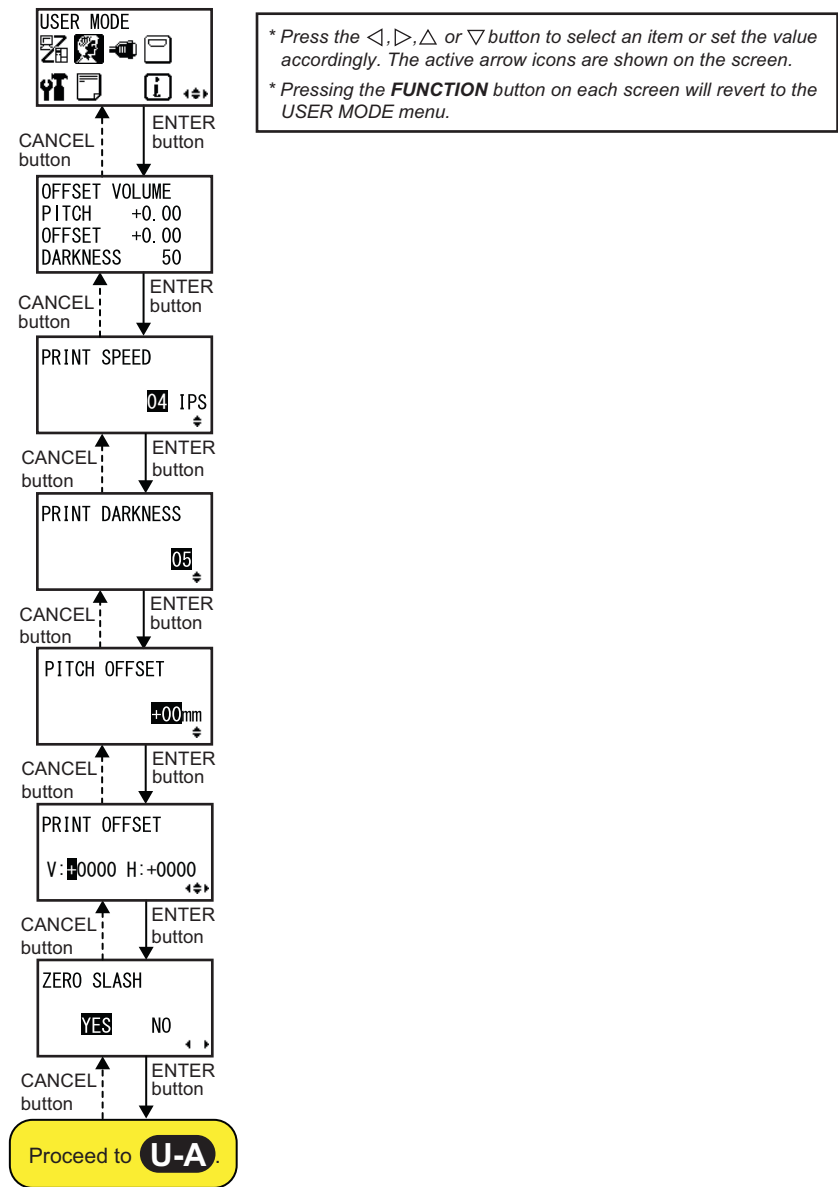 USER MODE
* Press the ◁,▷,△ or ▽ button to select an item or set the value
accordingly. The active arrow icons are shown on the screen.
* Pressing the FUNCTION button on each screen will revert to the
USER MODE menu.
i
CANCEL
button
ENTER
button
OFFSET VOLUME
PITCH +0.00
OFFSET +0.00
DARKNESS 50
CANCEL
button
ENTER
button
PRINT SPEED
04 IPS
CANCEL
button
ENTER
button
PRINT DARKNESS
05
CANCEL
button
ENTER
button
PITCH OFFSET
+00mm
CANCEL
button
ENTER
button
PRINT OFFSET
V:+0000 H:+0000
CANCEL
button
ENTER
button
ZERO SLASH
YES NO
CANCEL
button
ENTER
button
Proceed to U-A.